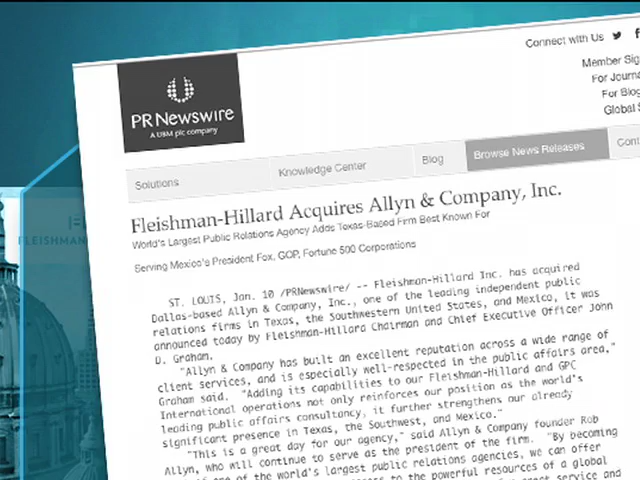 Connect with Us
Member Sig
For Journa
For Blog
Global S
PR Newswire
A UBM plc company
Solutions
Knowledge Center
Blog
Browse News Releases
Cont
Fleishman-Hillard Acquires Allyn & Company, Inc.
World's Largest Public Relations Agency Adds Texas-Based Firm Best Known For
Serving Mexico's President Fox, GOP, Fortune 500 Corporations
FLEISHMAN
ST. LOUIS, Jan. 10 /PRNewswire/ -- Fleishman-Hillard Inc. has acquired
Dallas-based Allyn & Company, Inc., one of the leading independent public
relations firms in Texas, the Southwestern United States, and Mexico, it was
announced today by Fleishman-Hillard Chairman and Chief Executive Officer John
D. Graham.
"Allyn & Company has built an excellent reputation across a wide range of
client services, and is especially well-respected in the public affairs area,"
Graham said. "Adding its capabilities to our Fleishman-Hillard and GPC
International operations not only reinforces our position as the world's
leading public affairs consultancy, it further strengthens our already
significant presence in Texas, the Southwest, and Mexico."
"This is a great day for our agency," said Allyn & Company founder Rob
Allyn, who will continue to serve as the president of the firm. "By becoming
of the world's largest public relations agencies, we can offer
to the powerful resources of a global
service and